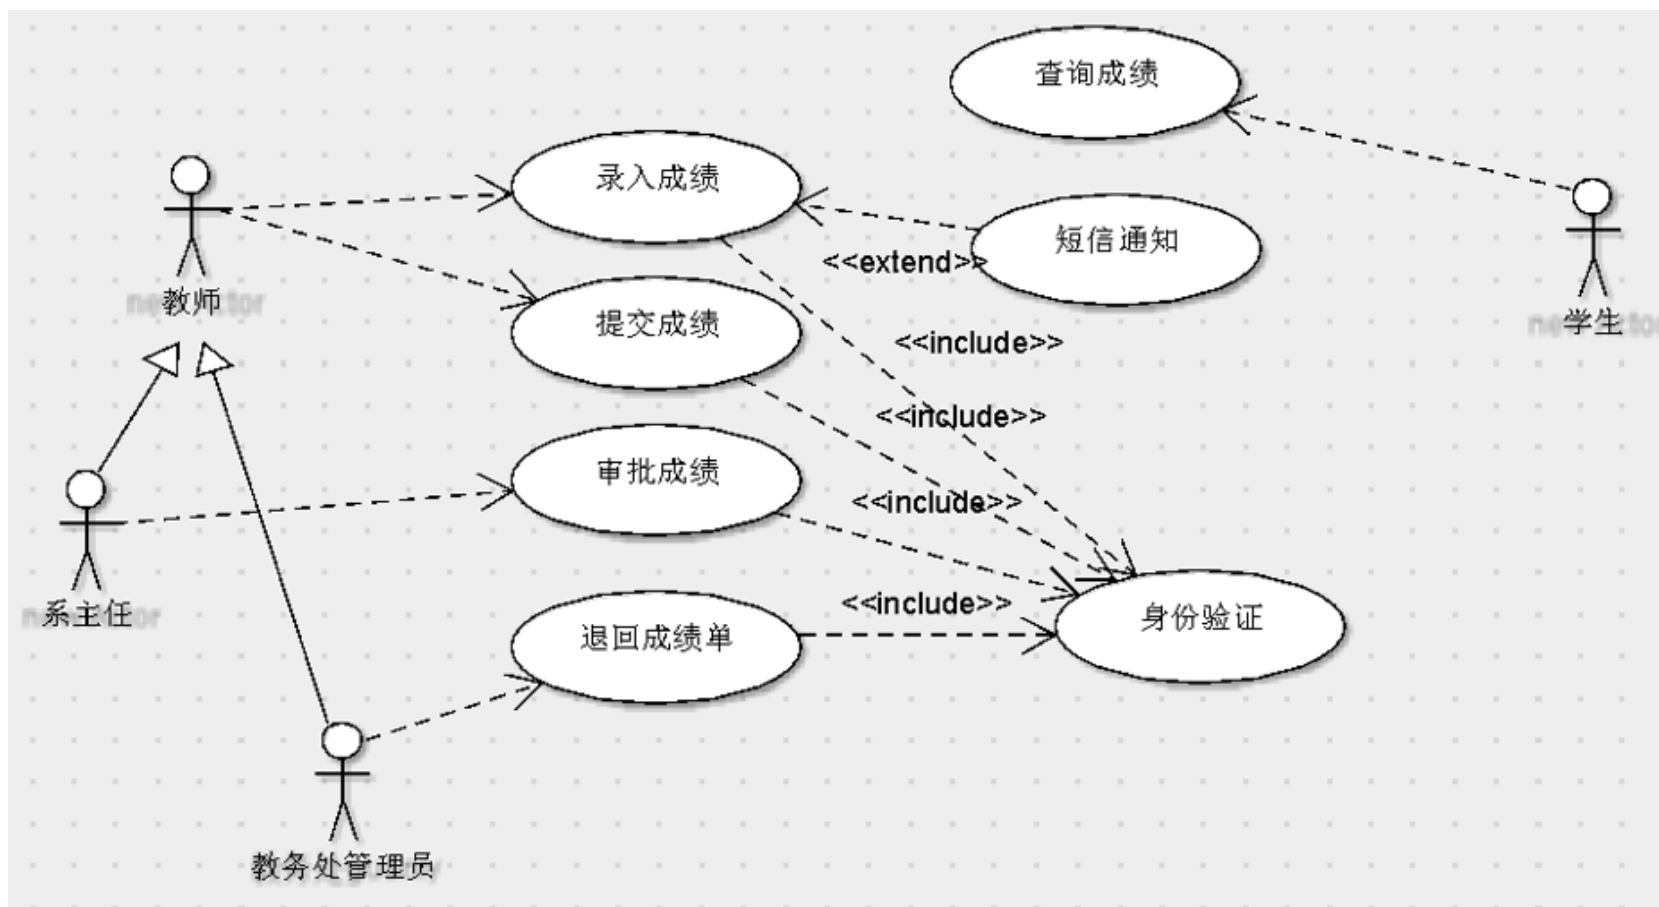 查询成绩
录入成绩
短信通知
<<extend>>
教师
学生
提交成绩
<<include>>
<<include>>
审批成绩
<<include>>
系主任
<<include>>
身份验证
退回成绩单
教务处管理员